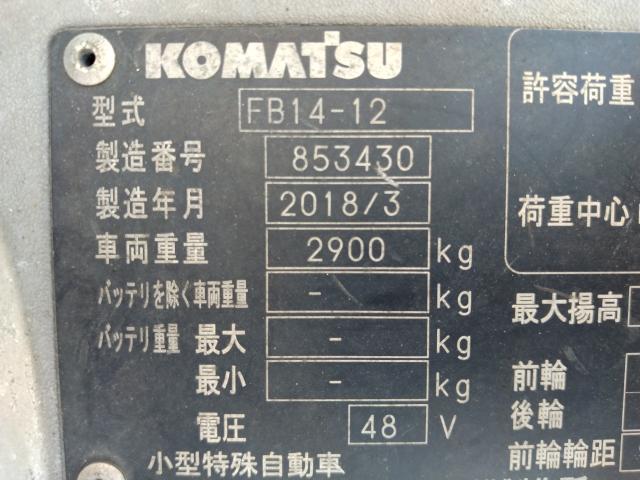 KOMATSU
型式 FB14-12
製造番号 853430
製造年月 2018/3
車両重量 2900 kg
バッテリを除く車両重量 - kg
バッテリ重量 最大 - kg
最小 - kg
電圧 48 V
小型特殊自動車
許容荷重
荷重中心
最大揚高
前輪
後輪
前輪輪距